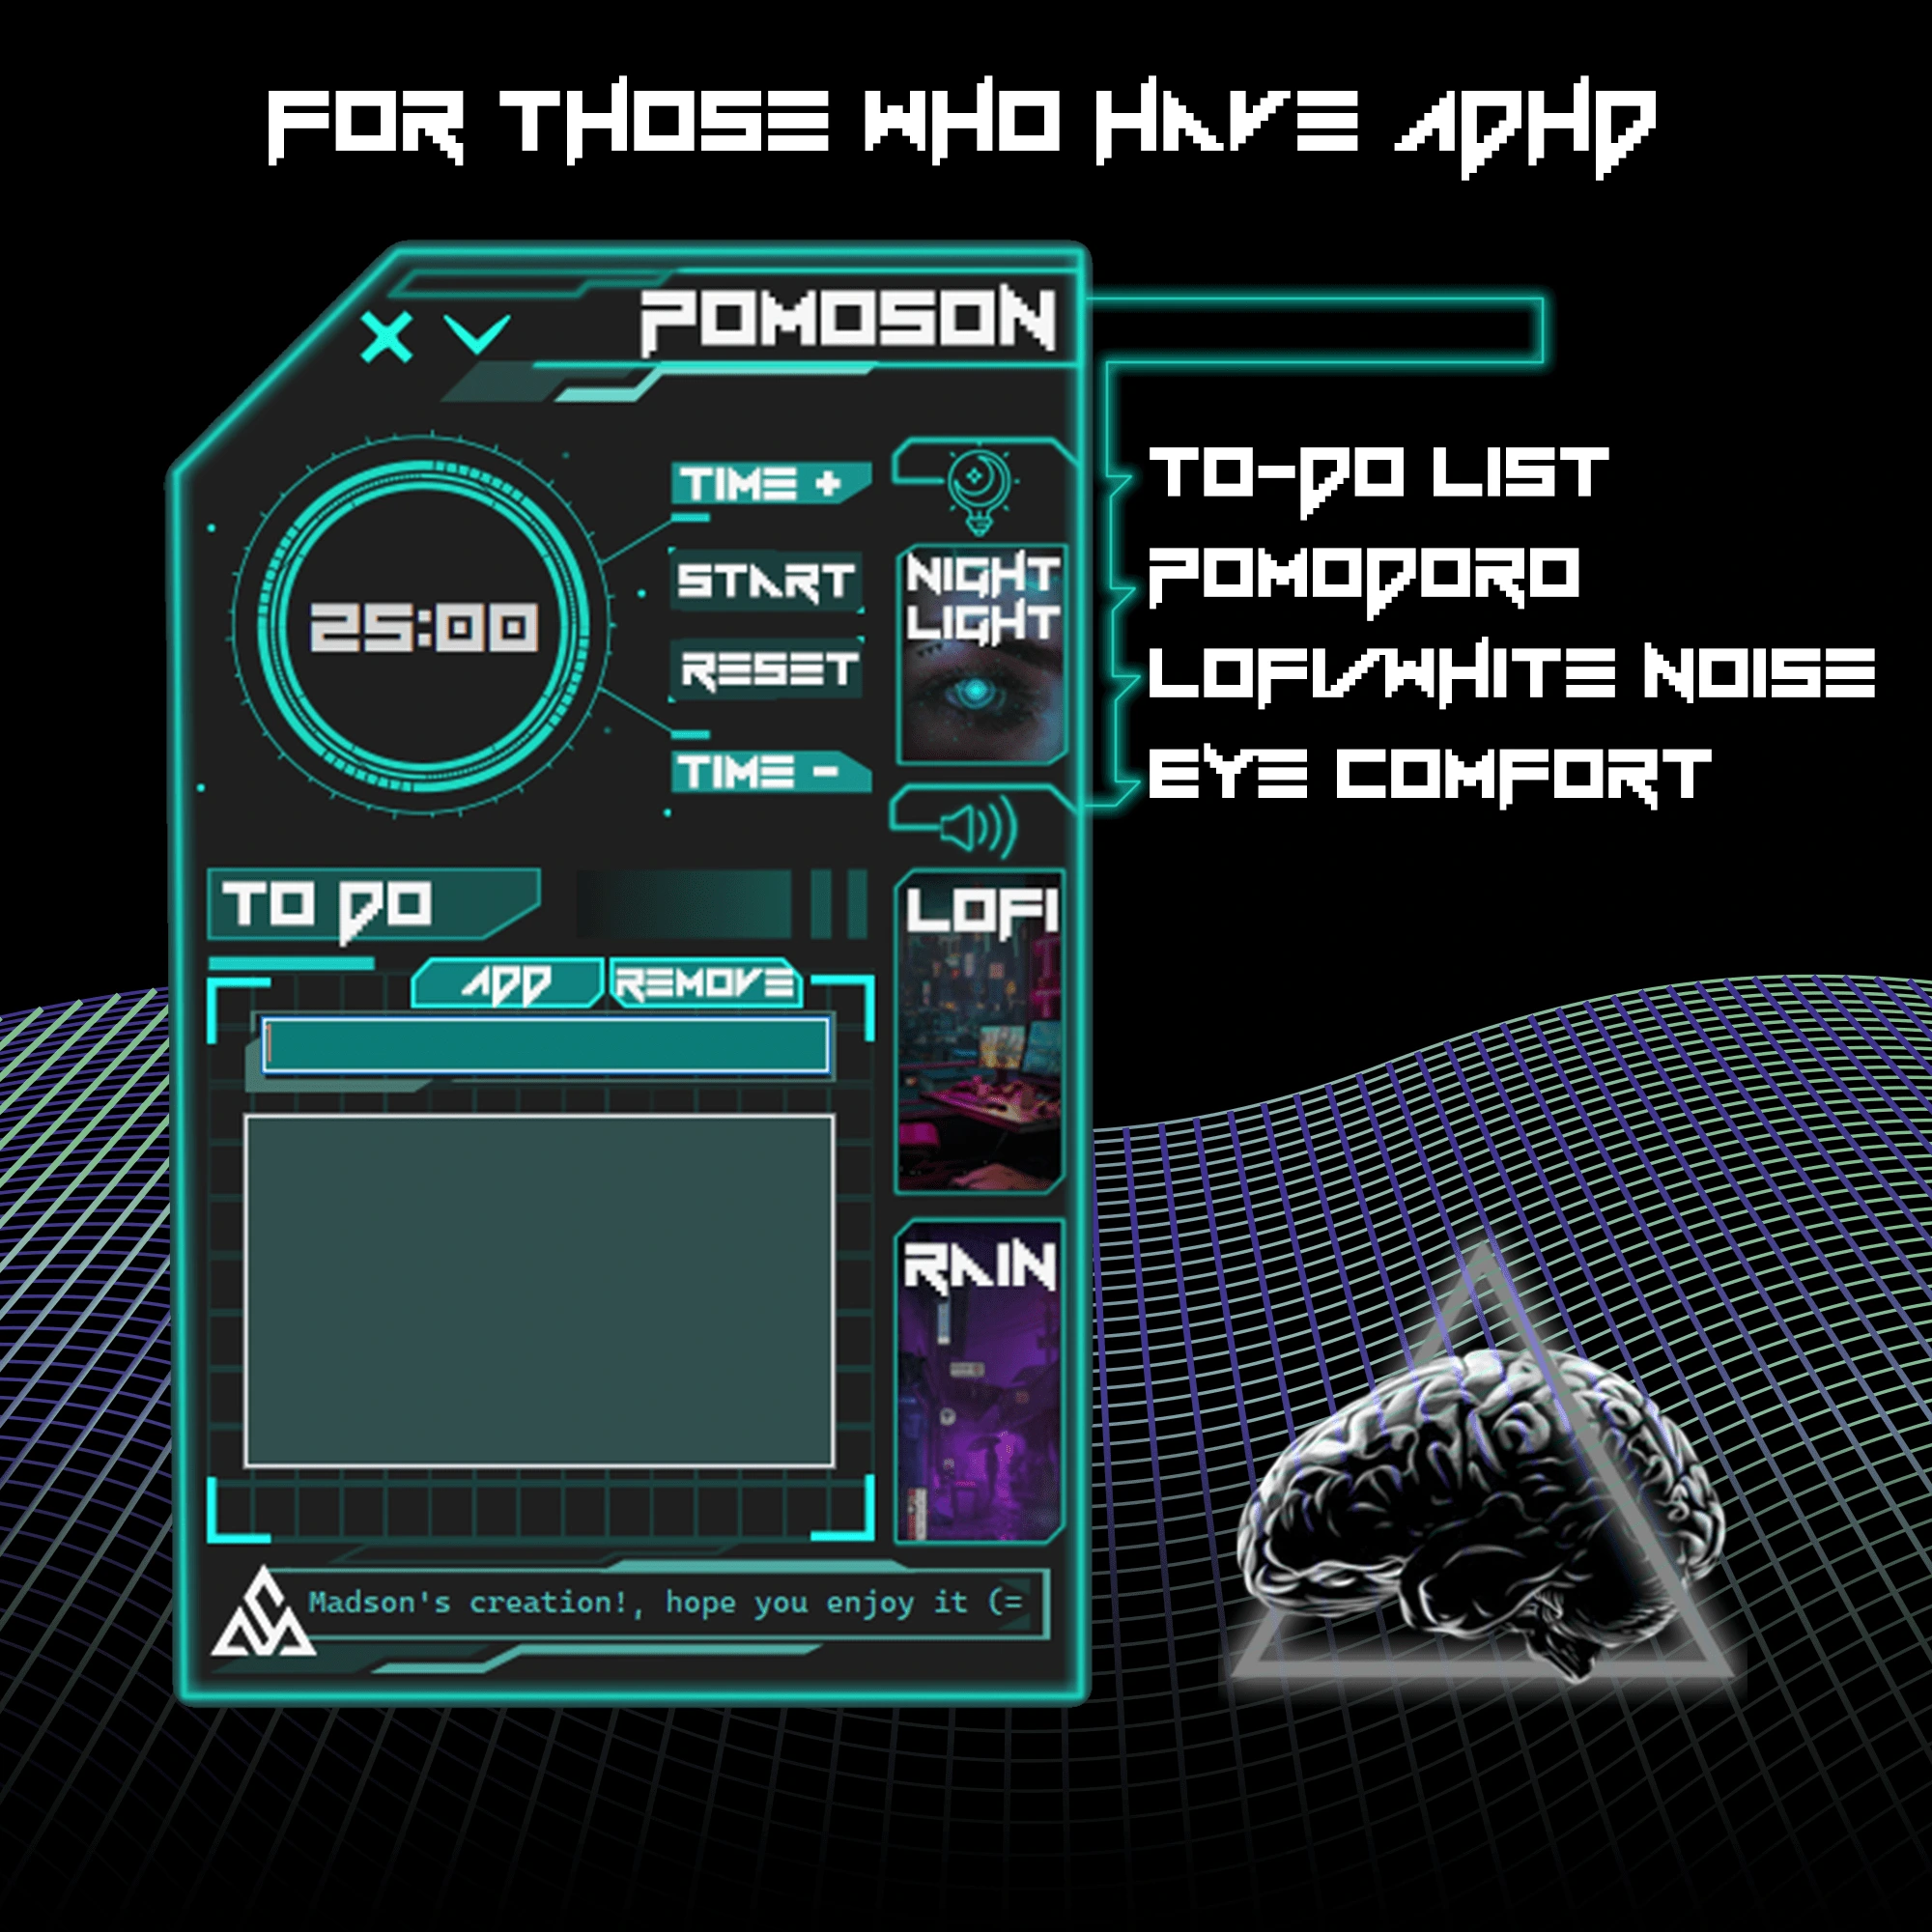 FOR THOSE WHO HAVE ADHD
POMOSON
25:00
TIME +
START
RESET
TIME -
NIGHT
LIGHT
TO-DO LIST
POMODORO
LOFI/WHITE NOISE
EYE COMFORT
TO DO
ADD
REMOVE
LOFI
RAIN
Madson's creation!, hope you enjoy it (=